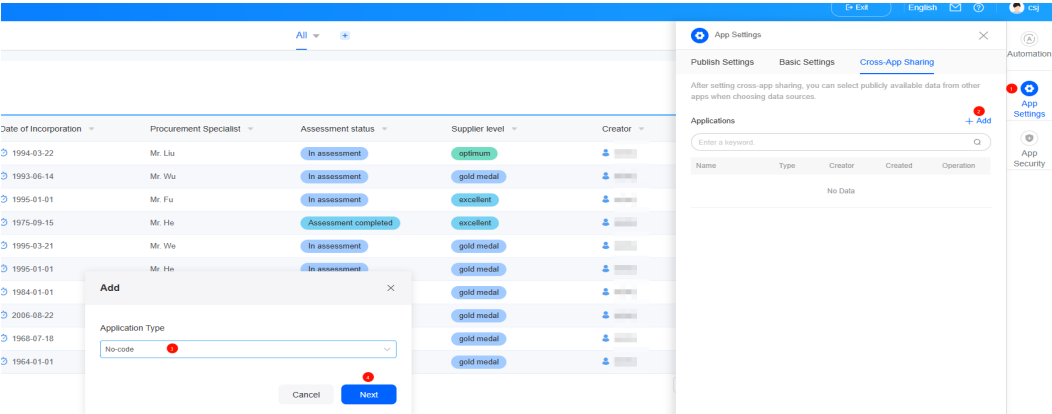 Exit English csj
All
App Settings
Automation
Publish Settings Basic Settings Cross-App Sharing
After setting cross-app sharing, you can select publicly available data from other
apps when choosing data sources.
1
App
Settings
2
Applications + Add
Enter a keyword
App
Security
Name Type Creator Created Operation
No Data
Date of Incorporation Procurement Specialist Assessment status Supplier level Creator
1994-03-22 Mr. Liu In assessment optimum
1993-06-14 Mr. Wu In assessment gold medal
1995-01-01 Mr. Fu In assessment excellent
1975-09-15 Mr. He Assessment completed excellent
1995-03-21 Mr. We In assessment gold medal
1995-01-01 Mr. He In assessment gold medal
1984-01-01 gold medal
2006-08-22 gold medal
1968-07-18 gold medal
1964-01-01 gold medal
Add
Application Type
No-code 3
4
Cancel Next